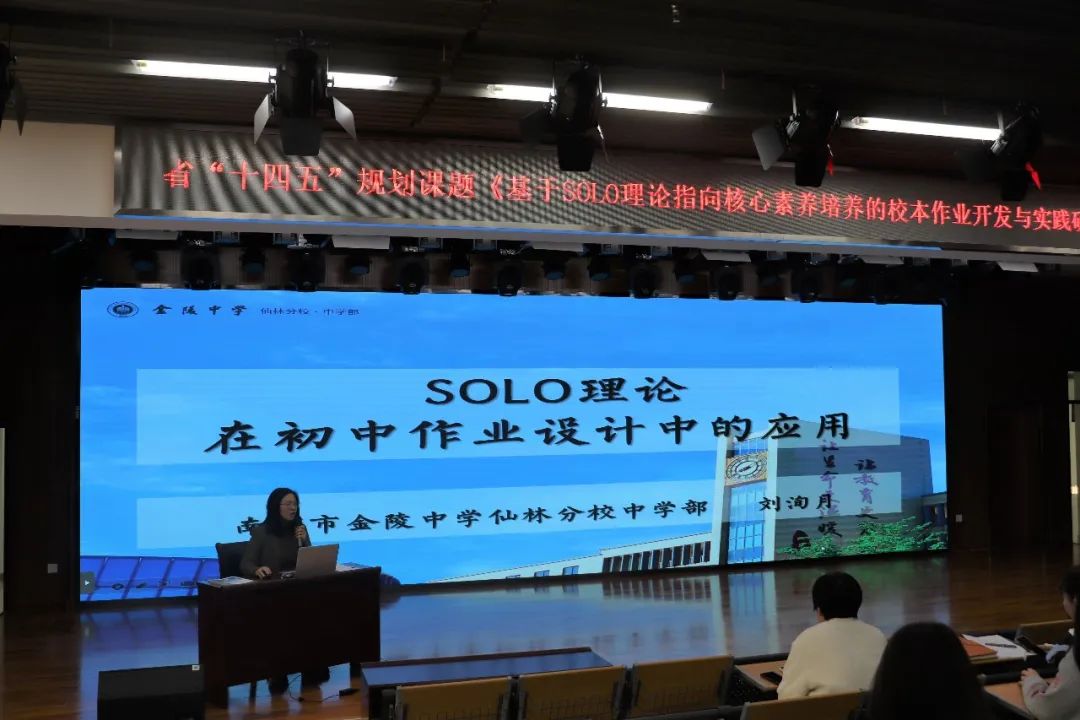 省“十四五”规划课题《基于SOLO理论指向核心素养培养的校本作业开发与实践
金陵中学 仙林分校·中学部
SOLO理论
在初中作业设计中的应用
南 市金陵中学仙林分校中学部 刘洵月